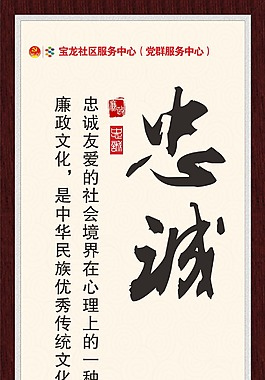 宝龙社区服务中心（党群服务中心）
忠诚
忠诚
忠诚友爱的社会境界在心理上的一种
廉政文化，是中华民族优秀传统文化